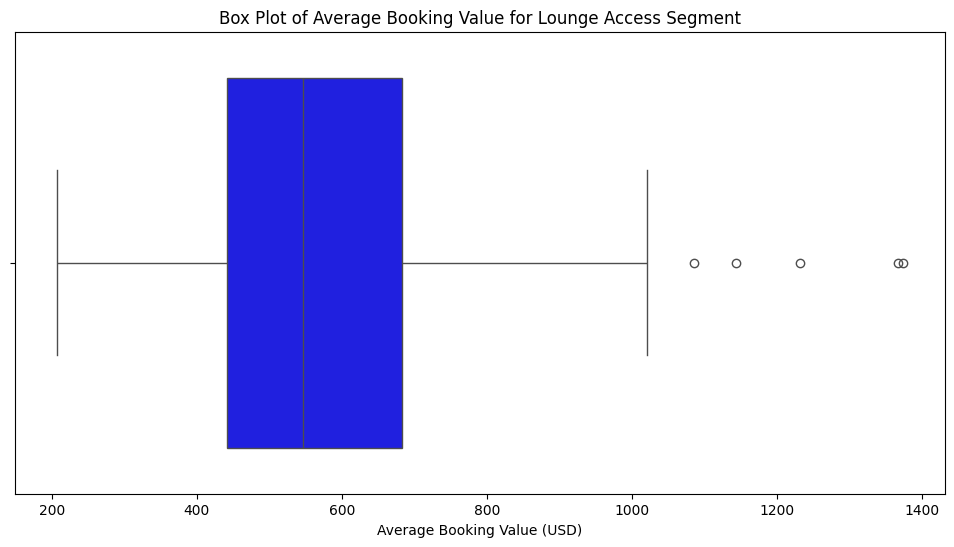 Box Plot of Average Booking Value for Lounge Access Segment
200 400 600 800 1000 1200 1400
Average Booking Value (USD)